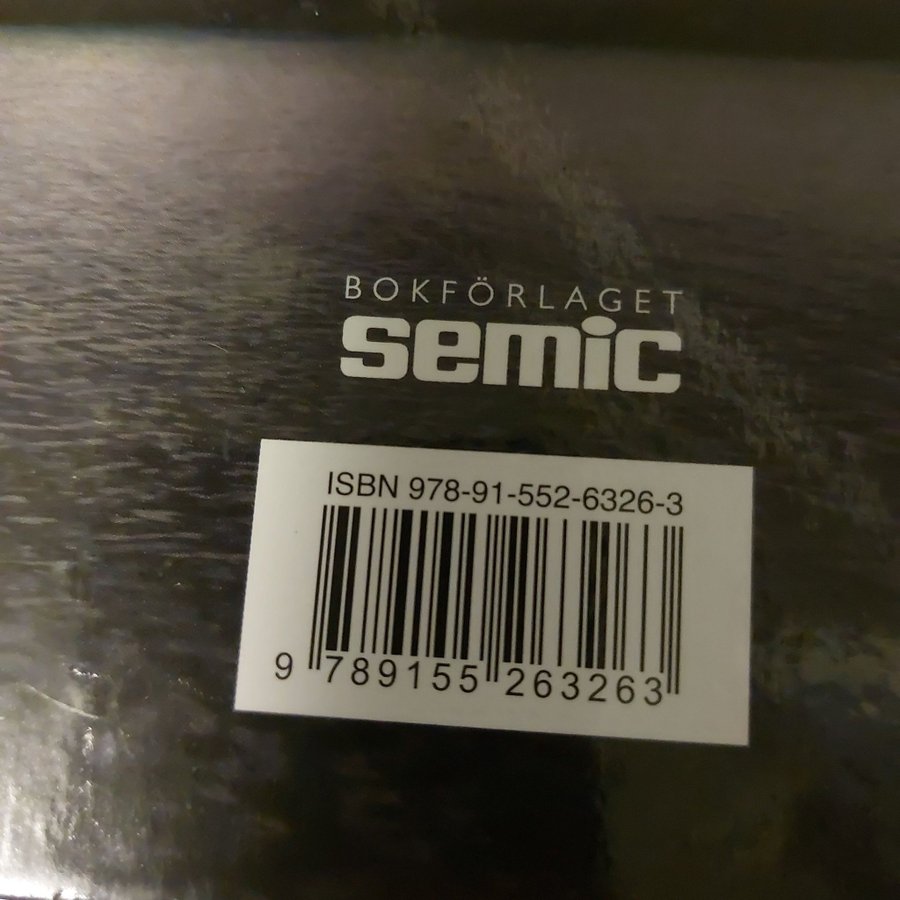 BOKFÖRLAGET
semic
ISBN 978-91-552-6326-3
9 789155 263263